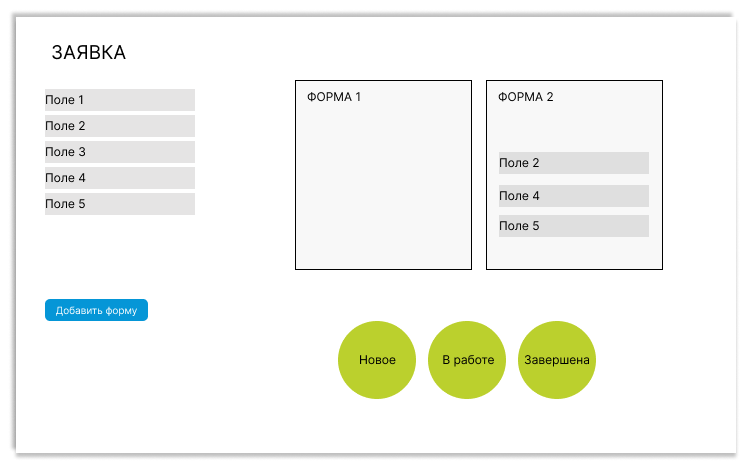 ЗАЯВКА
Поле 1
Поле 2
Поле 3
Поле 4
Поле 5
Добавить форму
ФОРМА 1
ФОРМА 2
Поле 2
Поле 4
Поле 5
Новое
В работе
Завершена